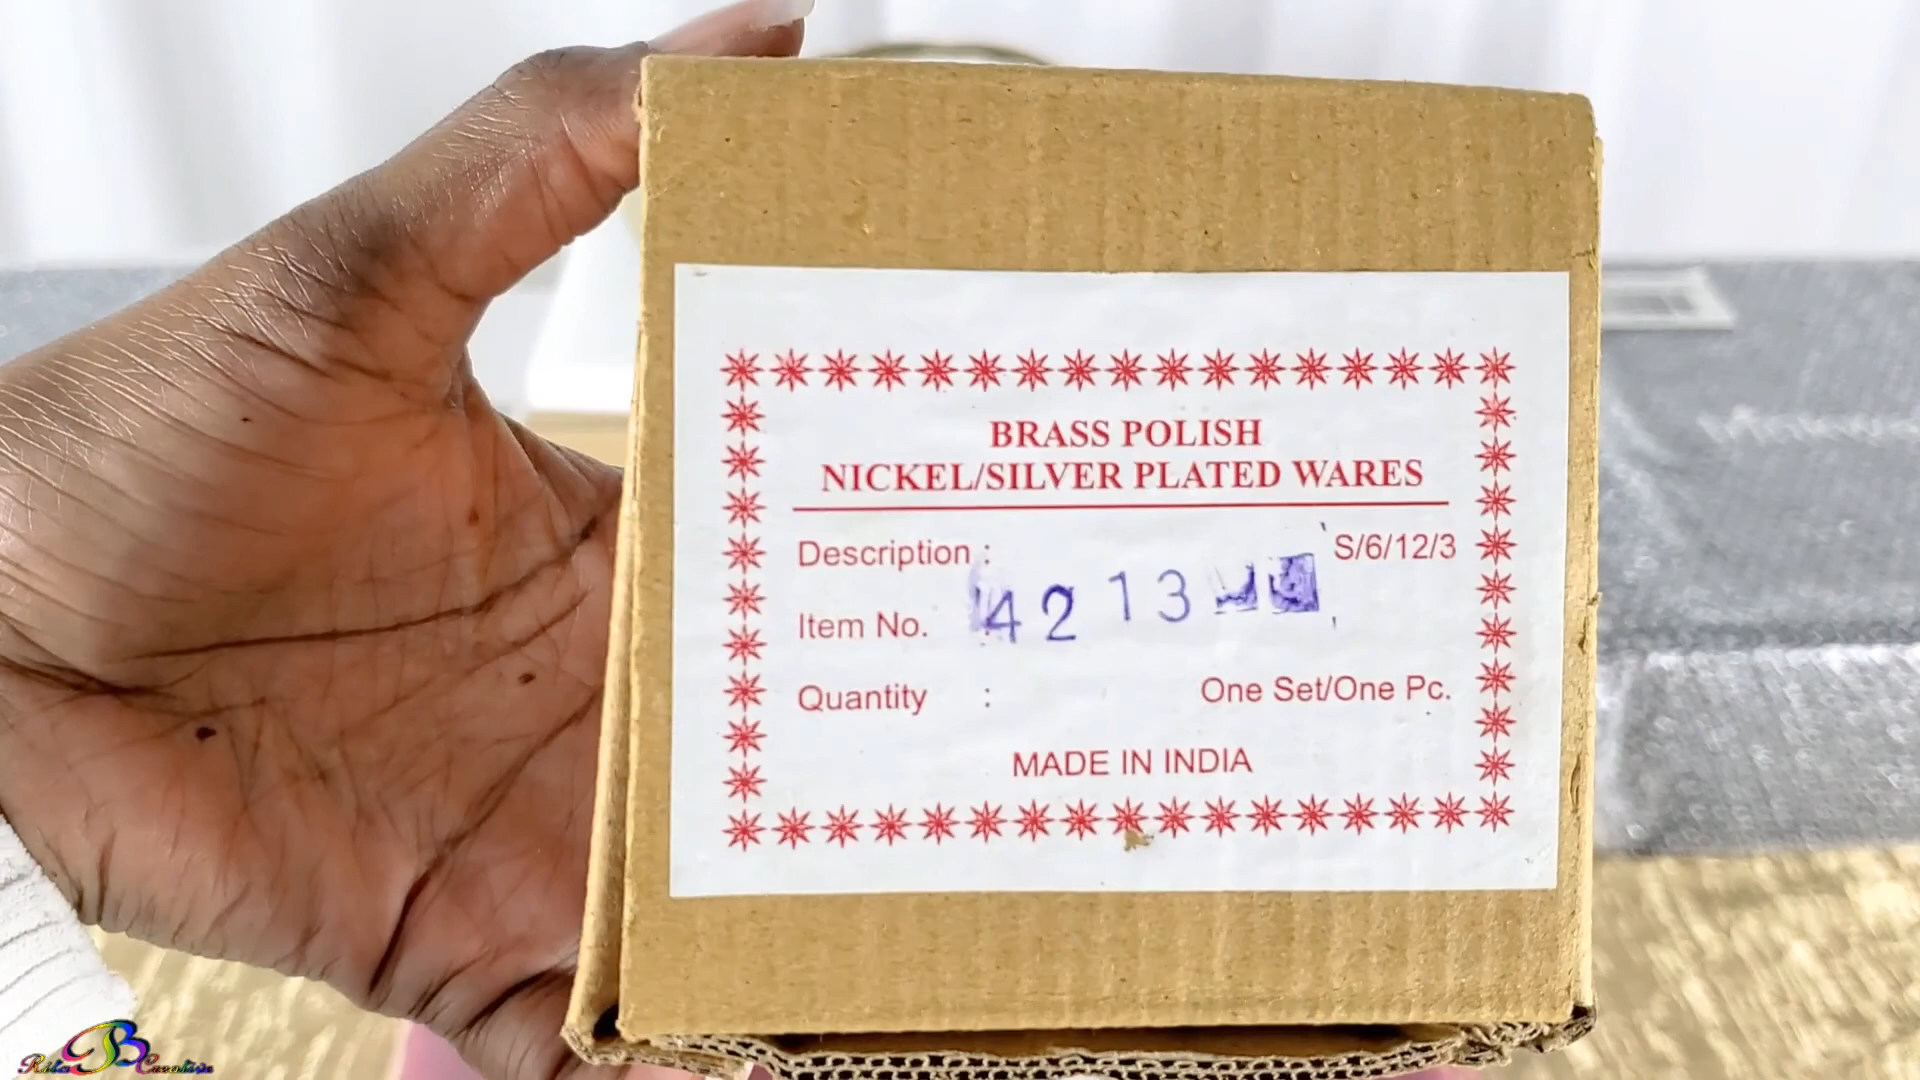 BRASS POLISH
NICKEL/SILVER PLATED WARES
Description : S/6/12/3
Item No. : 42 13
Quantity : One Set/One Pc.
MADE IN INDIA
B
Creative